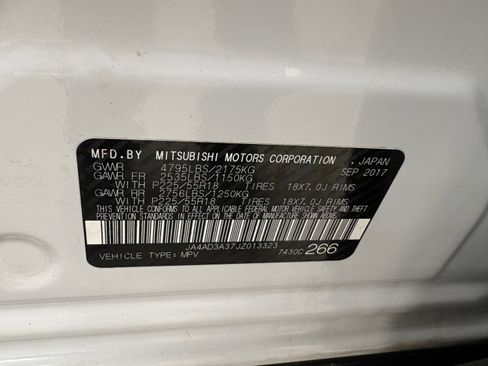 MFD.BY MITSUBISHI MOTORS CORPORATION , JAPAN
GVWR 4795LBS/2175KG SEP 2017
GAWR FR 2535LBS/1150KG
WITH P225/55R18 TIRES 18X7.0J RIMS
GAWR RR 2756LBS/1250KG
WITH P225/55R18 TIRES 18X7.0J RIMS
THIS VEHICLE CONFORMS TO ALL APPLICABLE FEDERAL MOTOR VEHICLE
SAFETY AND THEFT PREVENTION STANDARDS IN EFFECT ON THE DATE OF
MANUFACTURE SHOWN ABOVE.
JA4AD3A37JZ013323
VEHICLE TYPE: MPV 7430C 266